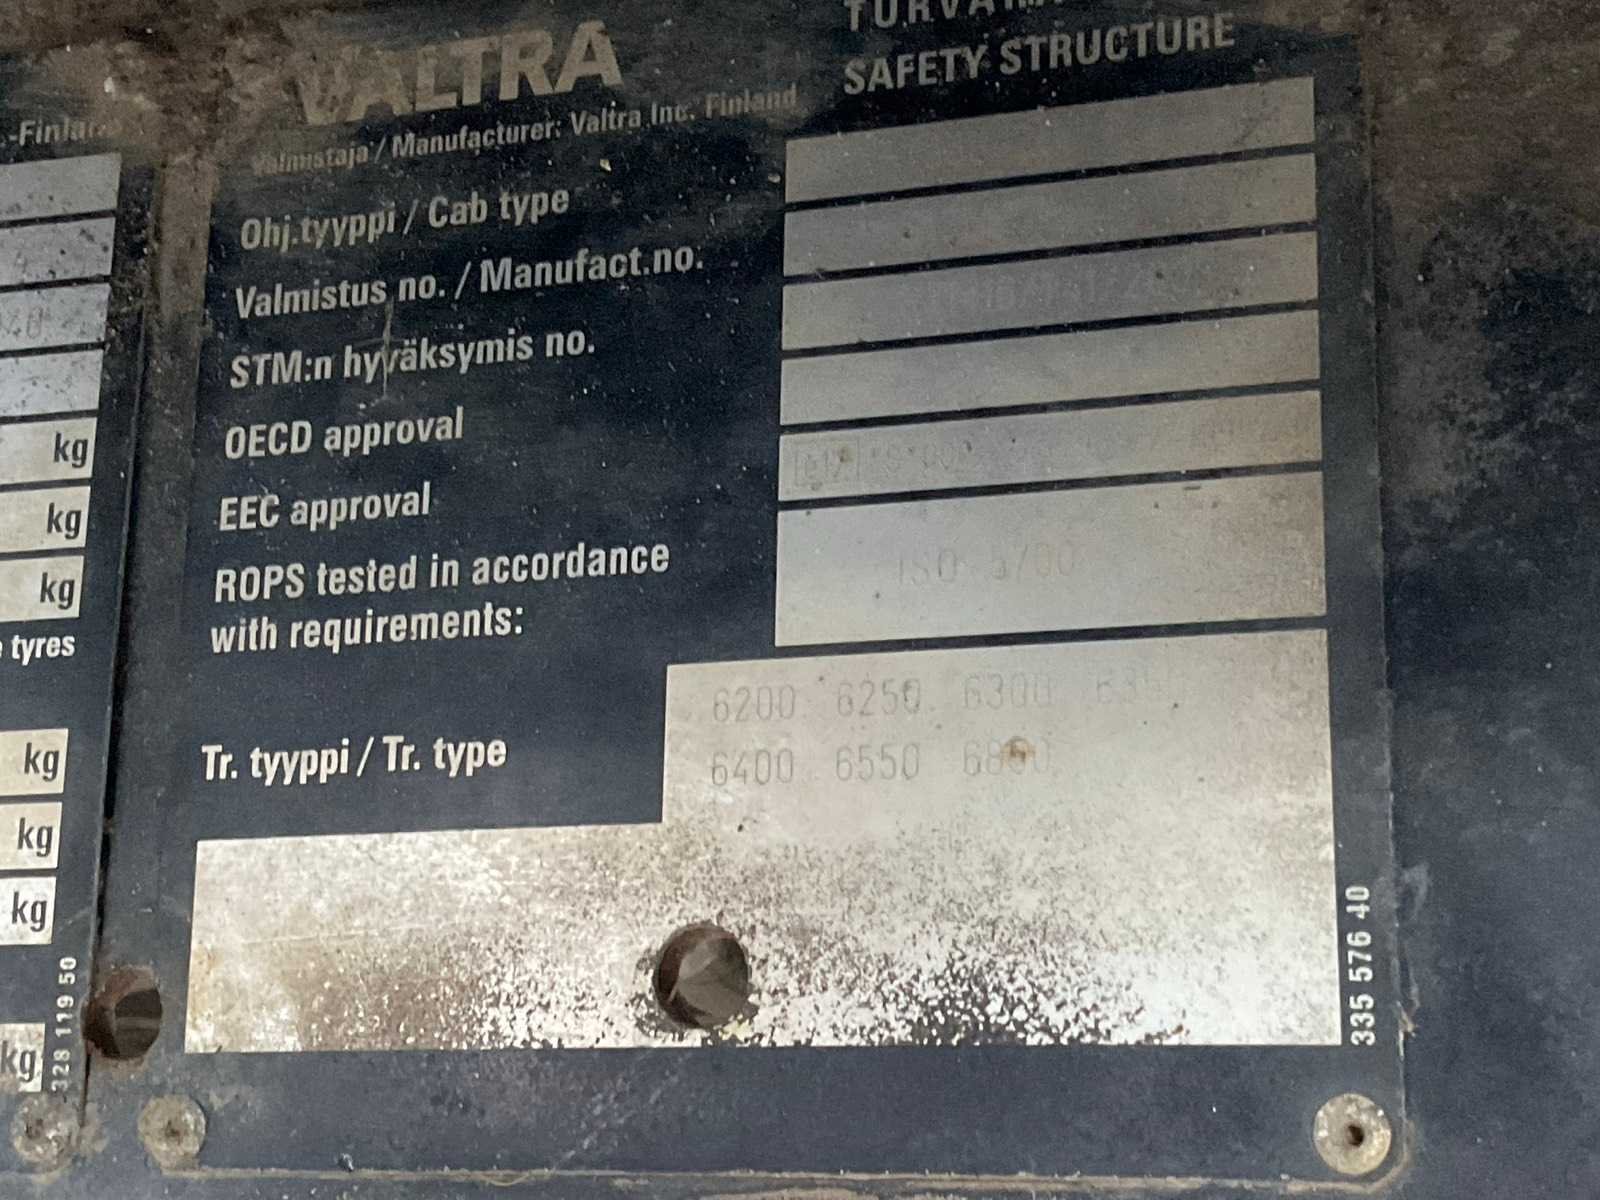 -Finland
kg
kg
kg
tyres
kg
kg
kg
kg
328 119 50
VALTRA
Valmistaja / Manufacturer: Valtra Inc. Finland
SAFETY STRUCTURE
Ohj.tyyppi / Cab type
Valmistus no. / Manufact.no.
STM:n hyväksymis no.
OECD approval
EEC approval
ROPS tested in accordance
with requirements:
ISO 5700
Tr. tyyppi / Tr. type
6200 6250 6300
6400 6550
335 576 40